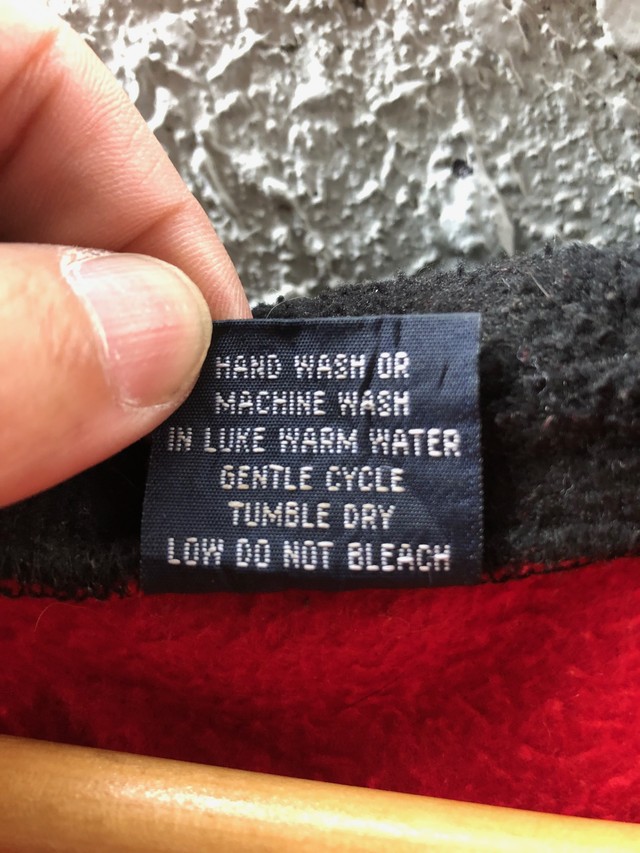 HAND WASH OR
MACHINE WASH
IN LUKE WARM WATER
GENTLE CYCLE
TUMBLE DRY
LOW DO NOT BLEACH